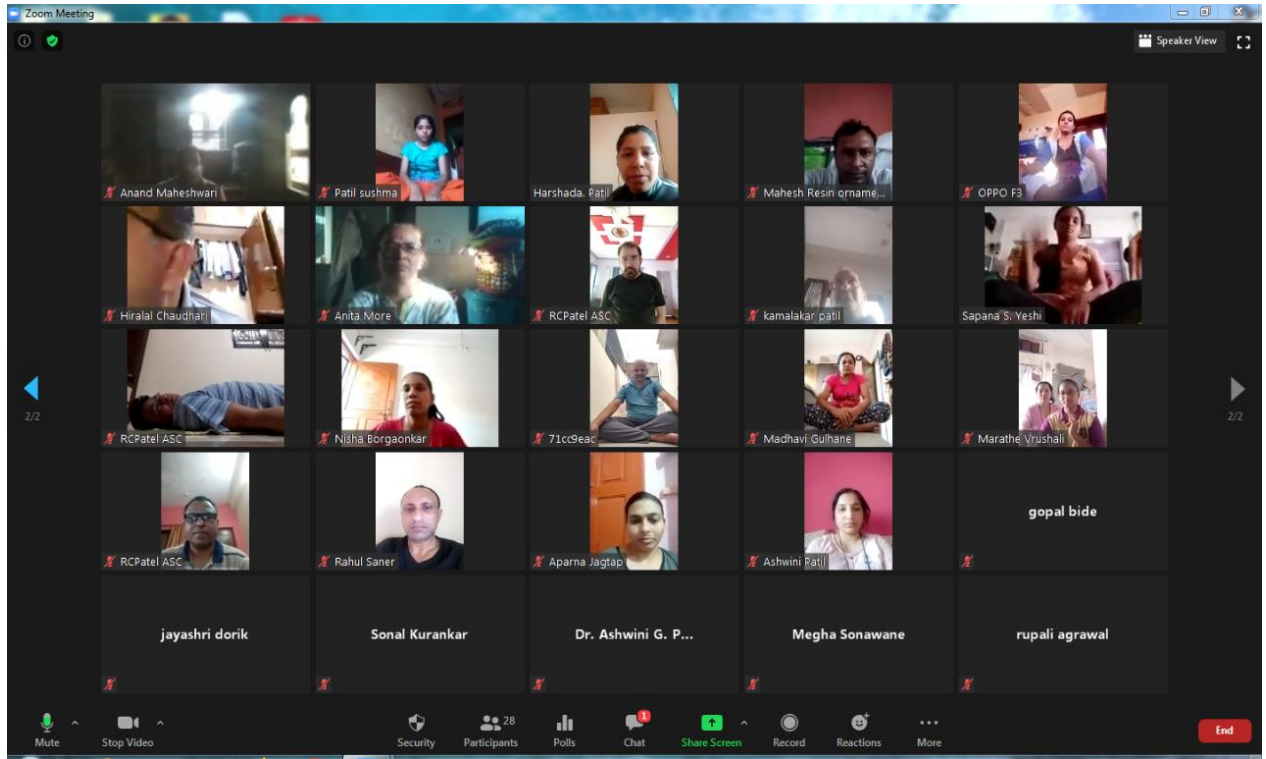 Zoom Meeting
Speaker View
Anand Maheshwari
Patil sushma
Harshada. Patil
Mahesh Resin orname...
OPPO F3
Hiralal Chaudhari
Anita More
RCPatel ASC
kamalakar patil
Sapana S. Yeshi
2/2
2/2
RCPatel ASC
Nisha Borgaonkar
71cc9eac
Madhavi Gulhane
Marathe Vrushali
RCPatel ASC
Rahul Saner
Aparna Jagtap
Ashwini Patil
gopal bide
jayashri dorik
Sonal Kurankar
Dr. Ashwini G. P...
Megha Sonawane
rupali agrawal
Mute
Stop Video
Security
28
Participants
Polls
1
Chat
Share Screen
Record
Reactions
More
End